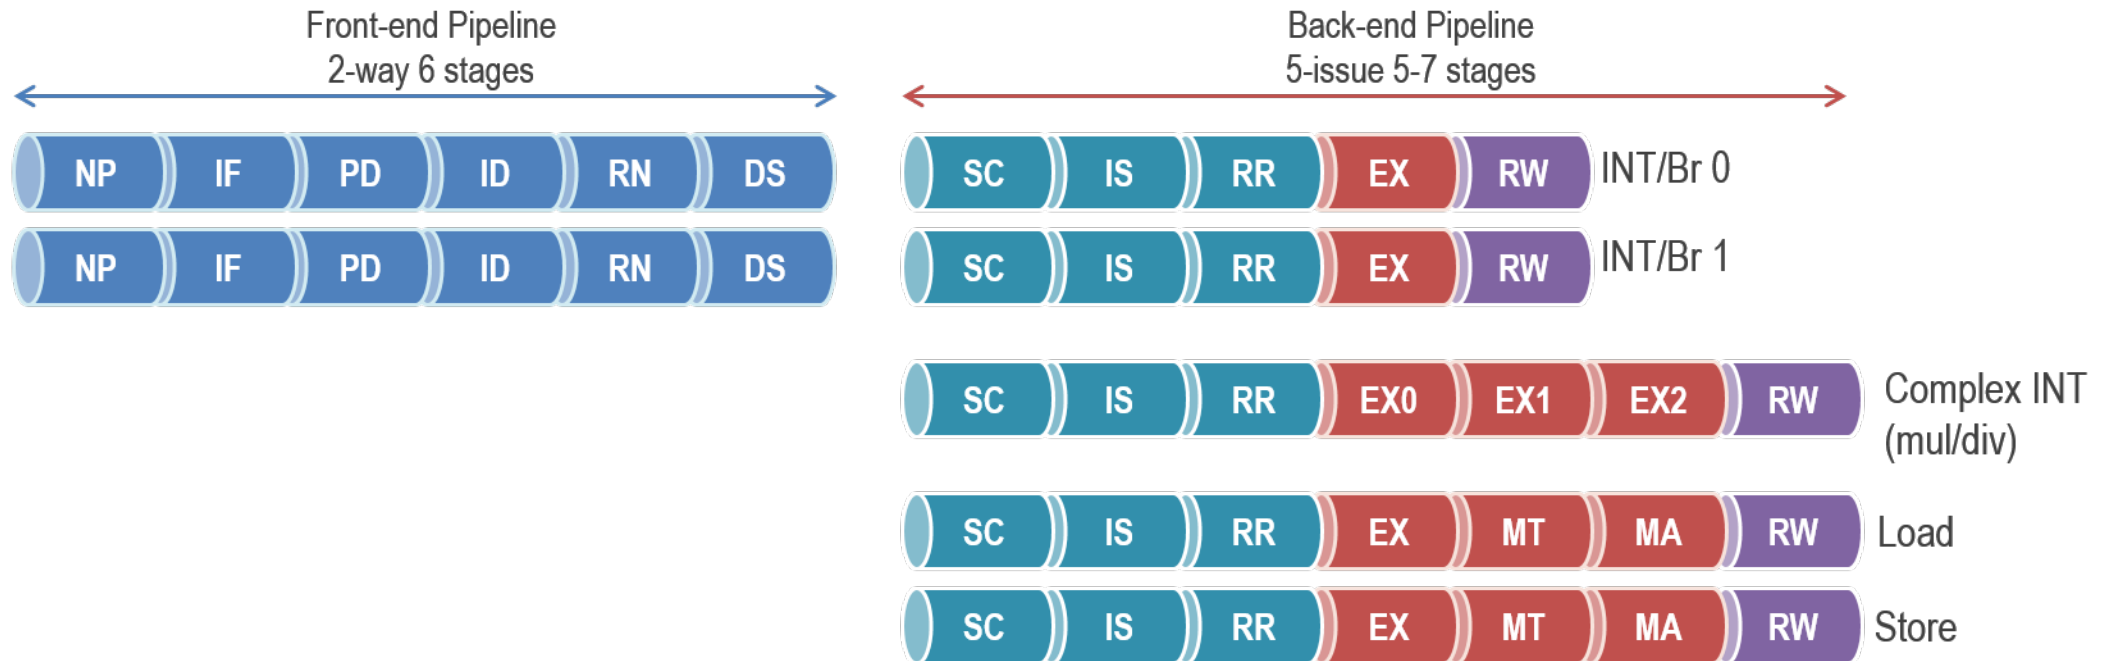 Front-end Pipeline
2-way 6 stages
Back-end Pipeline
5-issue 5-7 stages
NP IF PD ID RN DS
SC IS RR EX RW INT/Br 0
NP IF PD ID RN DS
SC IS RR EX RW INT/Br 1
SC IS RR EX0 EX1 EX2 RW Complex INT
(mul/div)
SC IS RR EX MT MA RW Load
SC IS RR EX MT MA RW Store